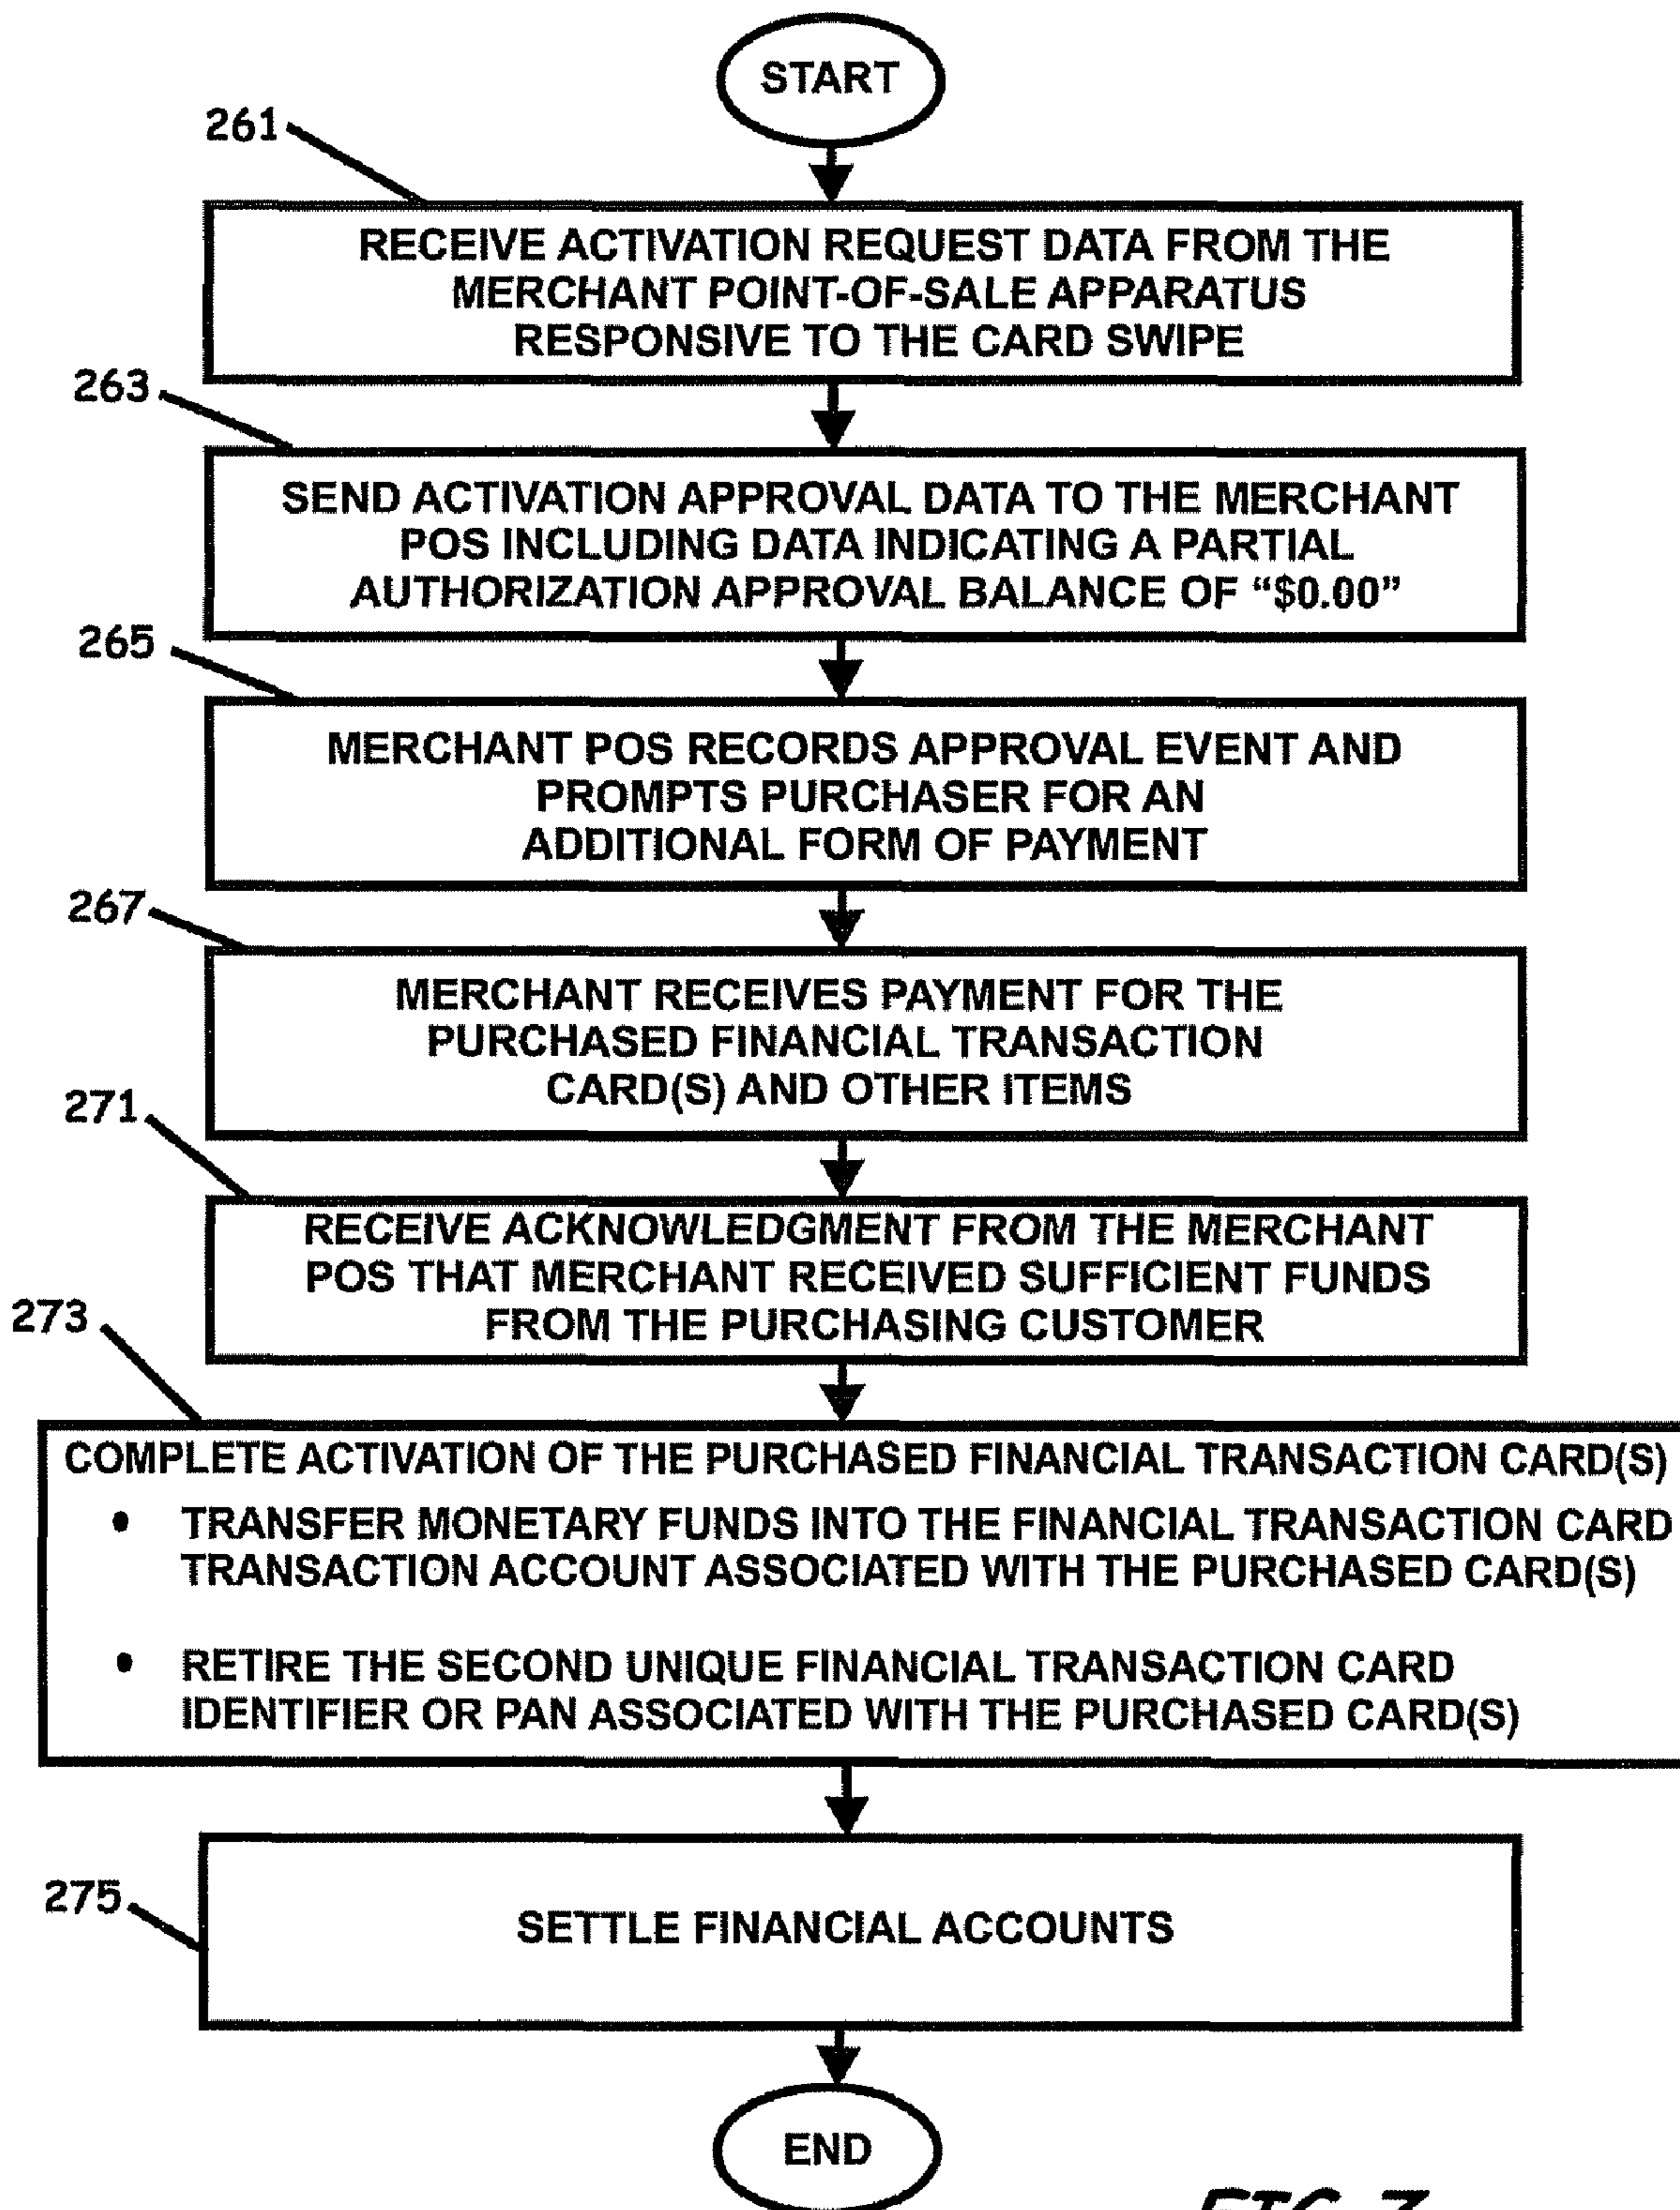 START
261
RECEIVE ACTIVATION REQUEST DATA FROM THE
MERCHANT POINT-OF-SALE APPARATUS
RESPONSIVE TO THE CARD SWIPE
263
SEND ACTIVATION APPROVAL DATA TO THE MERCHANT
POS INCLUDING DATA INDICATING A PARTIAL
AUTHORIZATION APPROVAL BALANCE OF “$0.00”
265
MERCHANT POS RECORDS APPROVAL EVENT AND
PROMPTS PURCHASER FOR AN
ADDITIONAL FORM OF PAYMENT
267
MERCHANT RECEIVES PAYMENT FOR THE
PURCHASED FINANCIAL TRANSACTION
CARD(S) AND OTHER ITEMS
271
RECEIVE ACKNOWLEDGMENT FROM THE MERCHANT
POS THAT MERCHANT RECEIVED SUFFICIENT FUNDS
FROM THE PURCHASING CUSTOMER
273
COMPLETE ACTIVATION OF THE PURCHASED FINANCIAL TRANSACTION CARD(S)
• TRANSFER MONETARY FUNDS INTO THE FINANCIAL TRANSACTION CARD
TRANSACTION ACCOUNT ASSOCIATED WITH THE PURCHASED CARD(S)
• RETIRE THE SECOND UNIQUE FINANCIAL TRANSACTION CARD
IDENTIFIER OR PAN ASSOCIATED WITH THE PURCHASED CARD(S)
275
SETTLE FINANCIAL ACCOUNTS
END